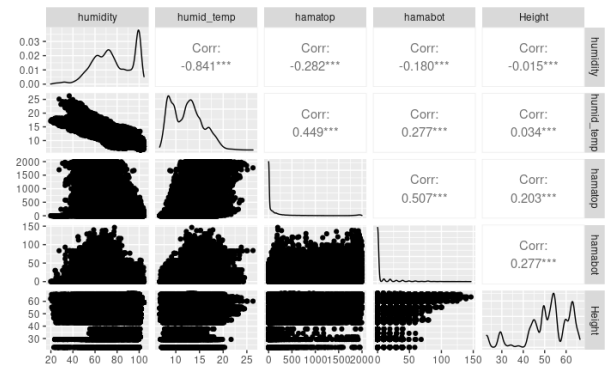 humidity humid_temp hamatop hamabot Height
0.03
0.02
0.01
0.00
Corr:
-0.841***
Corr:
-0.282***
Corr:
-0.180***
Corr:
-0.015***
humidity
25
20
15
10
Corr:
0.449***
Corr:
0.277***
Corr:
0.034***
humid_temp
2000
1500
1000
500
0
Corr:
0.507***
Corr:
0.203***
hamatop
150
100
50
0
Corr:
0.277***
hamabot
60
50
40
30
Height
20 40 60 80 100 10 15 20 25 0 500 1000 1500 2000 0 50 100 150 30 40 50 60